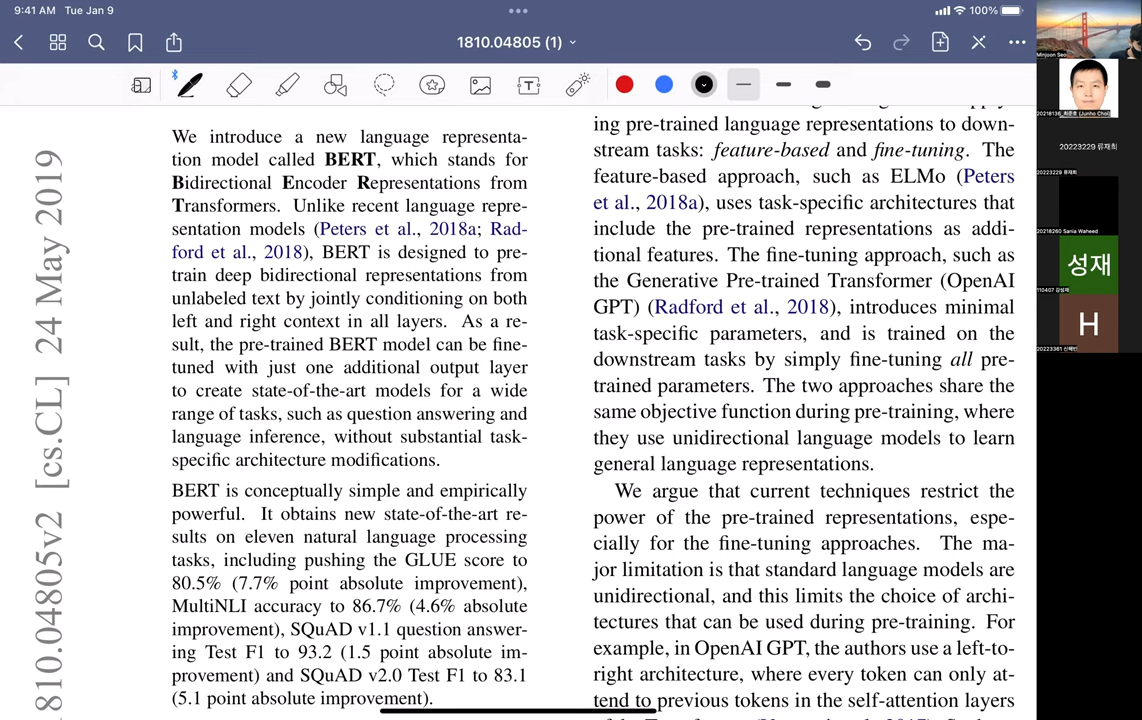 9:41 AM Tue Jan 9
100%
1810.04805 (1)
810.04805v2 [cs.CL] 24 May 2019
We introduce a new language representa-
tion model called BERT, which stands for
Bidirectional Encoder Representations from
Transformers. Unlike recent language repre-
sentation models (Peters et al., 2018a; Rad-
ford et al., 2018), BERT is designed to pre-
train deep bidirectional representations from
unlabeled text by jointly conditioning on both
left and right context in all layers. As a re-
sult, the pre-trained BERT model can be fine-
tuned with just one additional output layer
to create state-of-the-art models for a wide
range of tasks, such as question answering and
language inference, without substantial task-
specific architecture modifications.
BERT is conceptually simple and empirically
powerful. It obtains new state-of-the-art re-
sults on eleven natural language processing
tasks, including pushing the GLUE score to
80.5% (7.7% point absolute improvement),
MultiNLI accuracy to 86.7% (4.6% absolute
improvement), SQuAD v1.1 question answer-
ing Test F1 to 93.2 (1.5 point absolute im-
provement) and SQuAD v2.0 Test F1 to 83.1
(5.1 point absolute improvement).
ing pre-trained language representations to down-
stream tasks: feature-based and fine-tuning. The
feature-based approach, such as ELMo (Peters
et al., 2018a), uses task-specific architectures that
include the pre-trained representations as addi-
tional features. The fine-tuning approach, such as
the Generative Pre-trained Transformer (OpenAI
GPT) (Radford et al., 2018), introduces minimal
task-specific parameters, and is trained on the
downstream tasks by simply fine-tuning all pre-
trained parameters. The two approaches share the
same objective function during pre-training, where
they use unidirectional language models to learn
general language representations.
We argue that current techniques restrict the
power of the pre-trained representations, espe-
cially for the fine-tuning approaches. The ma-
jor limitation is that standard language models are
unidirectional, and this limits the choice of archi-
tectures that can be used during pre-training. For
example, in OpenAI GPT, the authors use a left-to-
right architecture, where every token can only at-
tend to previous tokens in the self-attention layers
Minjoon Seo
(Junho Choi)
20223229 류재희
20223229 류재희
20218260 Sania Waheed
성재
H